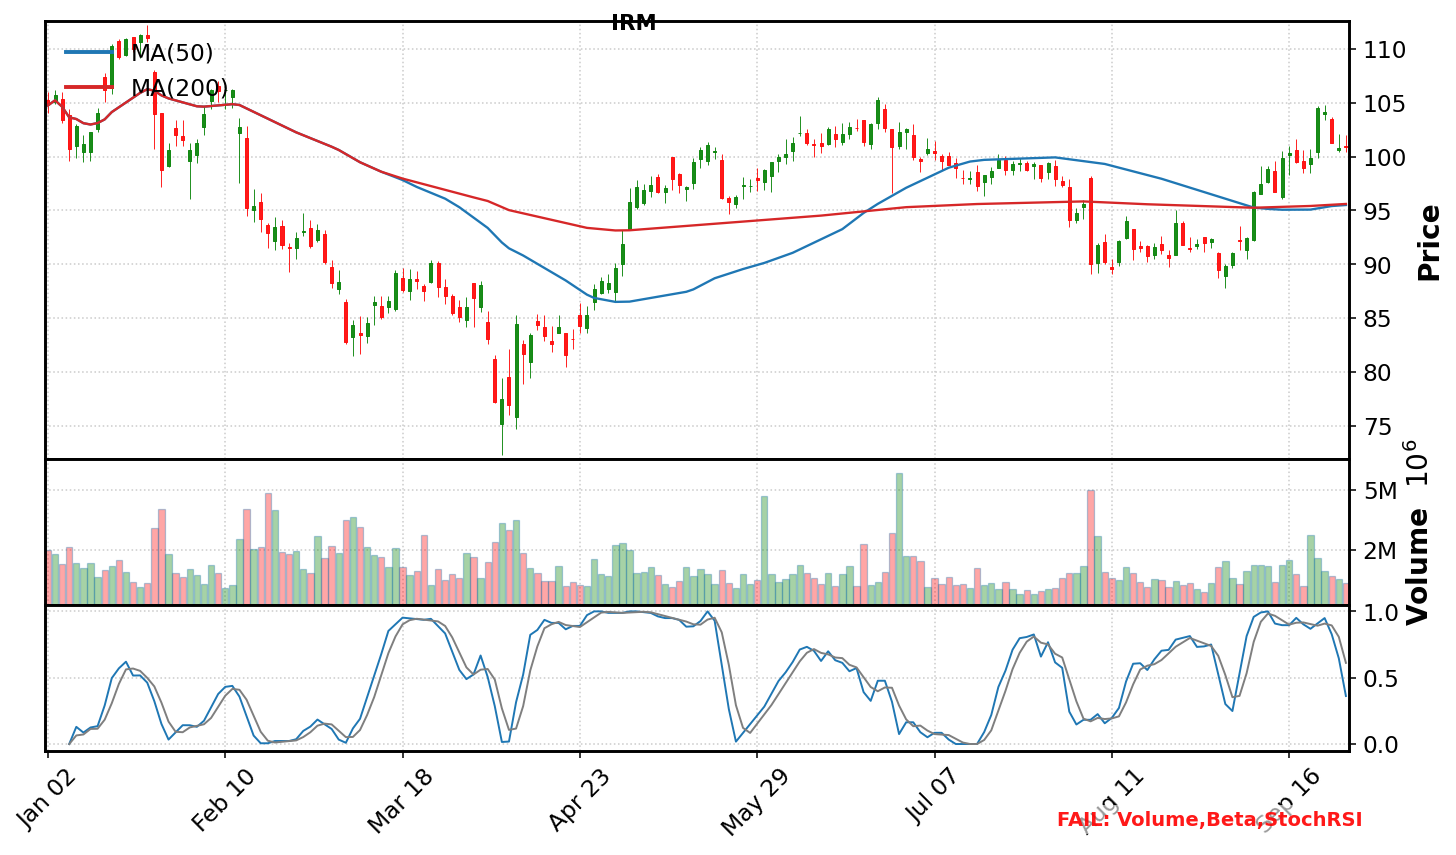 IRM
MA(50)
MA(200)
110
105
100
95
90
85
80
75
Price
5M
2M
Volume 10^6
1.0
0.5
0.0
Jan 02
Feb 10
Mar 18
Apr 23
May 29
Jul 07
Aug 11
Sep 16
FAIL: Volume,Beta,StochRSI